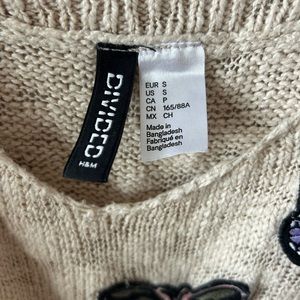 DIVIDED
H&M
EUR S
US S
CA P
CN 165/88A
MX CH
Made in
Bangladesh
Fabriqué en
Bangladesh